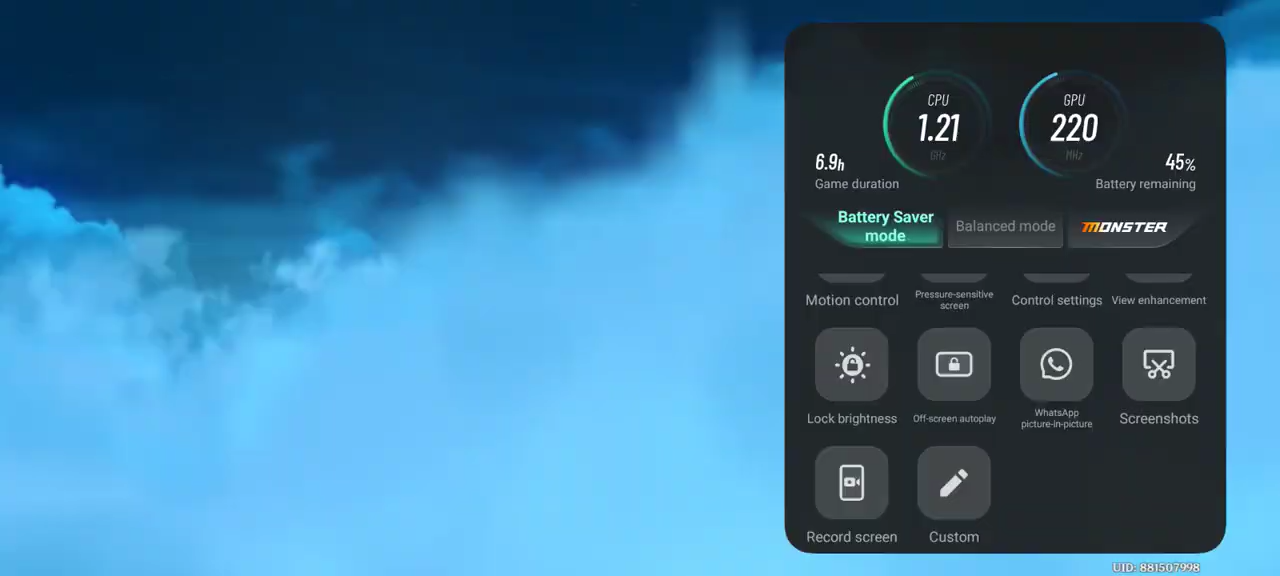 CPU
1.21
GHz
GPU
220
MHz
6.9h
Game duration
45%
Battery remaining
Battery Saver
mode
Balanced mode
MONSTER
Motion control
Pressure-sensitive
screen
Control settings
View enhancement
Lock brightness
Off-screen autoplay
WhatsApp
picture-in-picture
Screenshots
Record screen
Custom
UID: 881507998